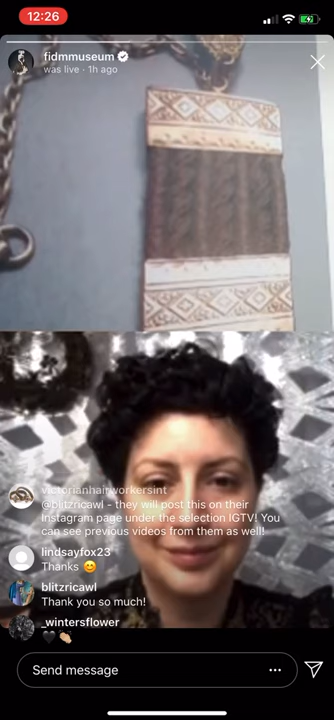 12:26
fidmmuseum
was live · 1h ago
victorianhairworkersint
@blitzricawl - they will post this on their
Instagram page under the selection IGTV! You
can see previous videos from them as well!
lindsayfox23
Thanks 😊
blitzricawl
Thank you so much!
_wintersflower
🖤👏🏼
Send message